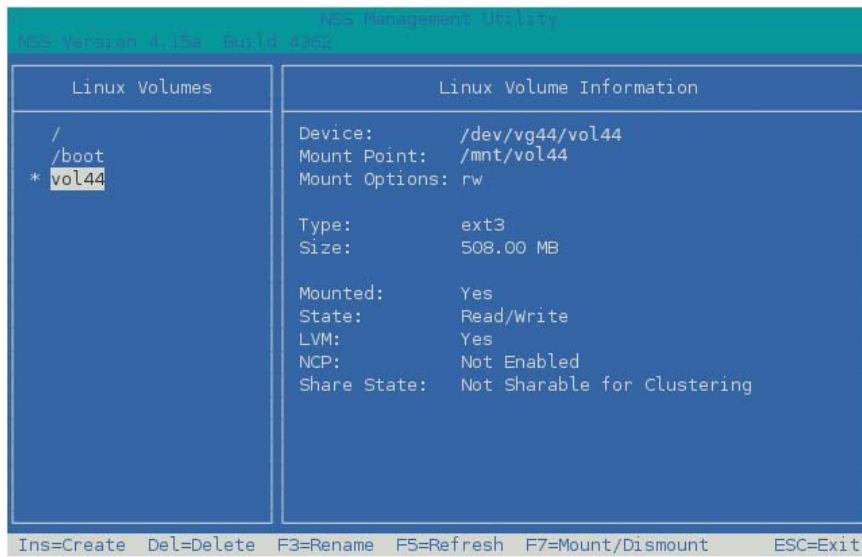 NSS Management Utility
NSS Version 4.15a Build 4362
Linux Volumes
/
/boot
* vol44
Linux Volume Information
Device: /dev/vg44/vol44
Mount Point: /mnt/vol44
Mount Options: rw
Type: ext3
Size: 508.00 MB
Mounted: Yes
State: Read/Write
LVM: Yes
NCP: Not Enabled
Share State: Not Sharable for Clustering
Ins=Create Del=Delete F3=Rename F5=Refresh F7=Mount/Dismount ESC=Exit